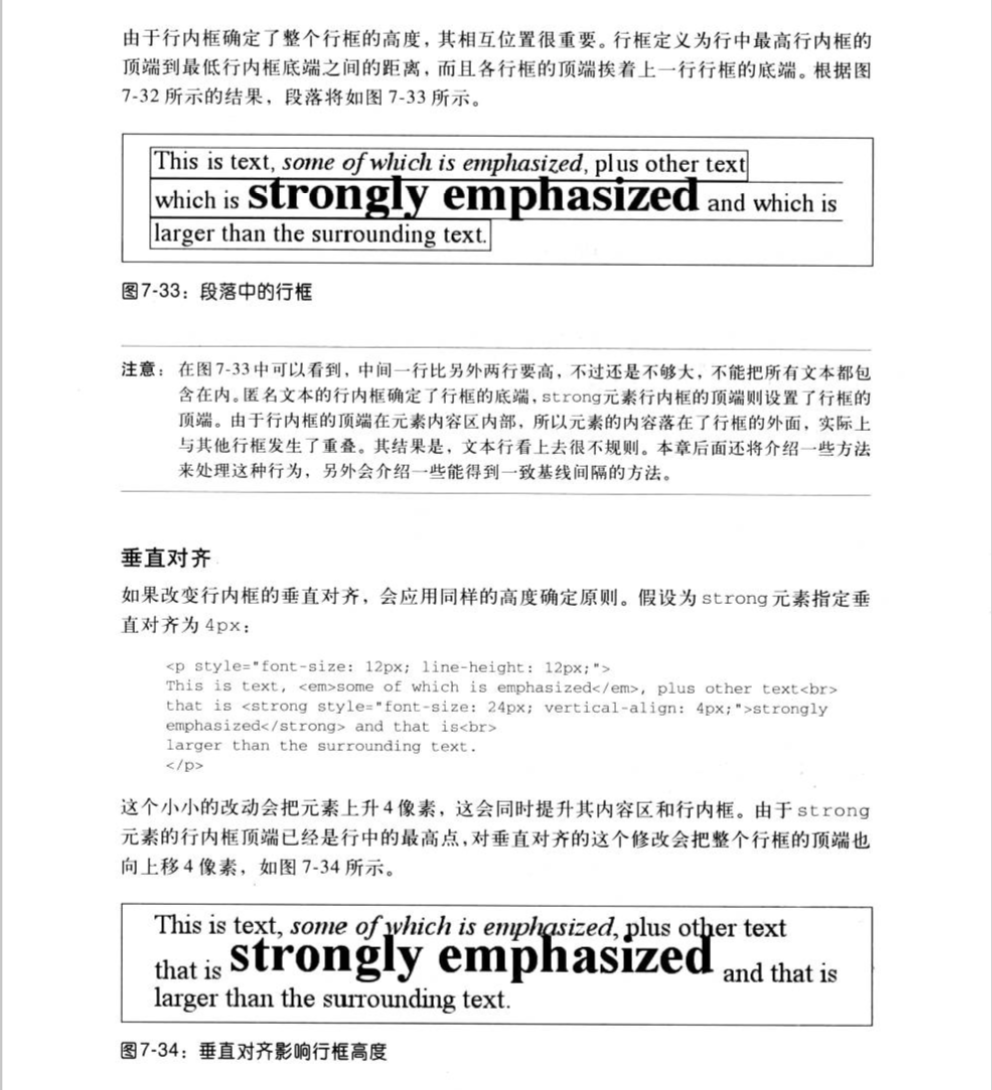 由于行内框确定了整个行框的高度，其相互位置很重要。行框定义为行中最高行内框的
顶端到最低行内框底端之间的距离，而且各行框的顶端挨着上一行行框的底端。根据图
7-32 所示的结果，段落将如图 7-33 所示。
This is text, some of which is emphasized, plus other text
which is strongly emphasized and which is
larger than the surrounding text.
图7-33：段落中的行框
注意： 在图7-33中可以看到，中间一行比另外两行要高，不过还是不够大，不能把所有文本都包
含在内。匿名文本的行内框确定了行框的底端，strong元素行内框的顶端则设置了行框的
顶端。由于行内框的顶端在元素内容区内部，所以元素的内容落在了行框的外面，实际上
与其他行框发生了重叠。其结果是，文本行看上去很不规则。本章后面还将介绍一些方法
来处理这种行为，另外会介绍一些能得到一致基线间隔的方法。
垂直对齐
如果改变行内框的垂直对齐，会应用同样的高度确定原则。假设为 strong 元素指定垂
直对齐为 4px：
<p style="font-size: 12px; line-height: 12px;">
This is text, <em>some of which is emphasized</em>, plus other text<br>
that is <strong style="font-size: 24px; vertical-align: 4px;">strongly
emphasized</strong> and that is<br>
larger than the surrounding text.
</p>
这个小小的改动会把元素上升 4 像素，这会同时提升其内容区和行内框。由于 strong
元素的行内框顶端已经是行中的最高点，对垂直对齐的这个修改会把整个行框的顶端也
向上移 4 像素，如图 7-34 所示。
This is text, some of which is emphasized, plus other text
that is strongly emphasized and that is
larger than the surrounding text.
图7-34：垂直对齐影响行框高度